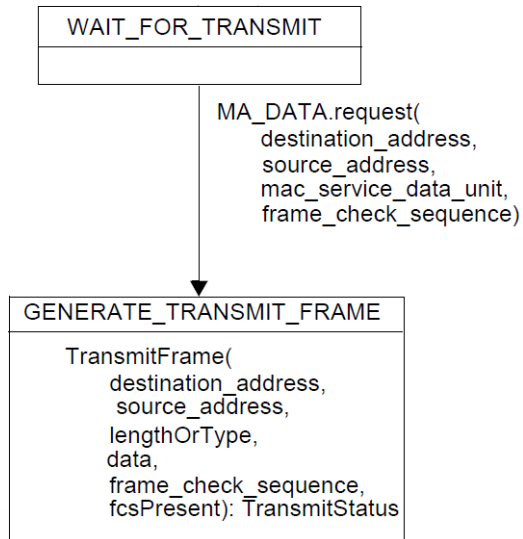 WAIT_FOR_TRANSMIT
MA_DATA.request(
destination_address,
source_address,
mac_service_data_unit,
frame_check_sequence)
GENERATE_TRANSMIT_FRAME
TransmitFrame(
destination_address,
source_address,
lengthOrType,
data,
frame_check_sequence,
fcsPresent): TransmitStatus